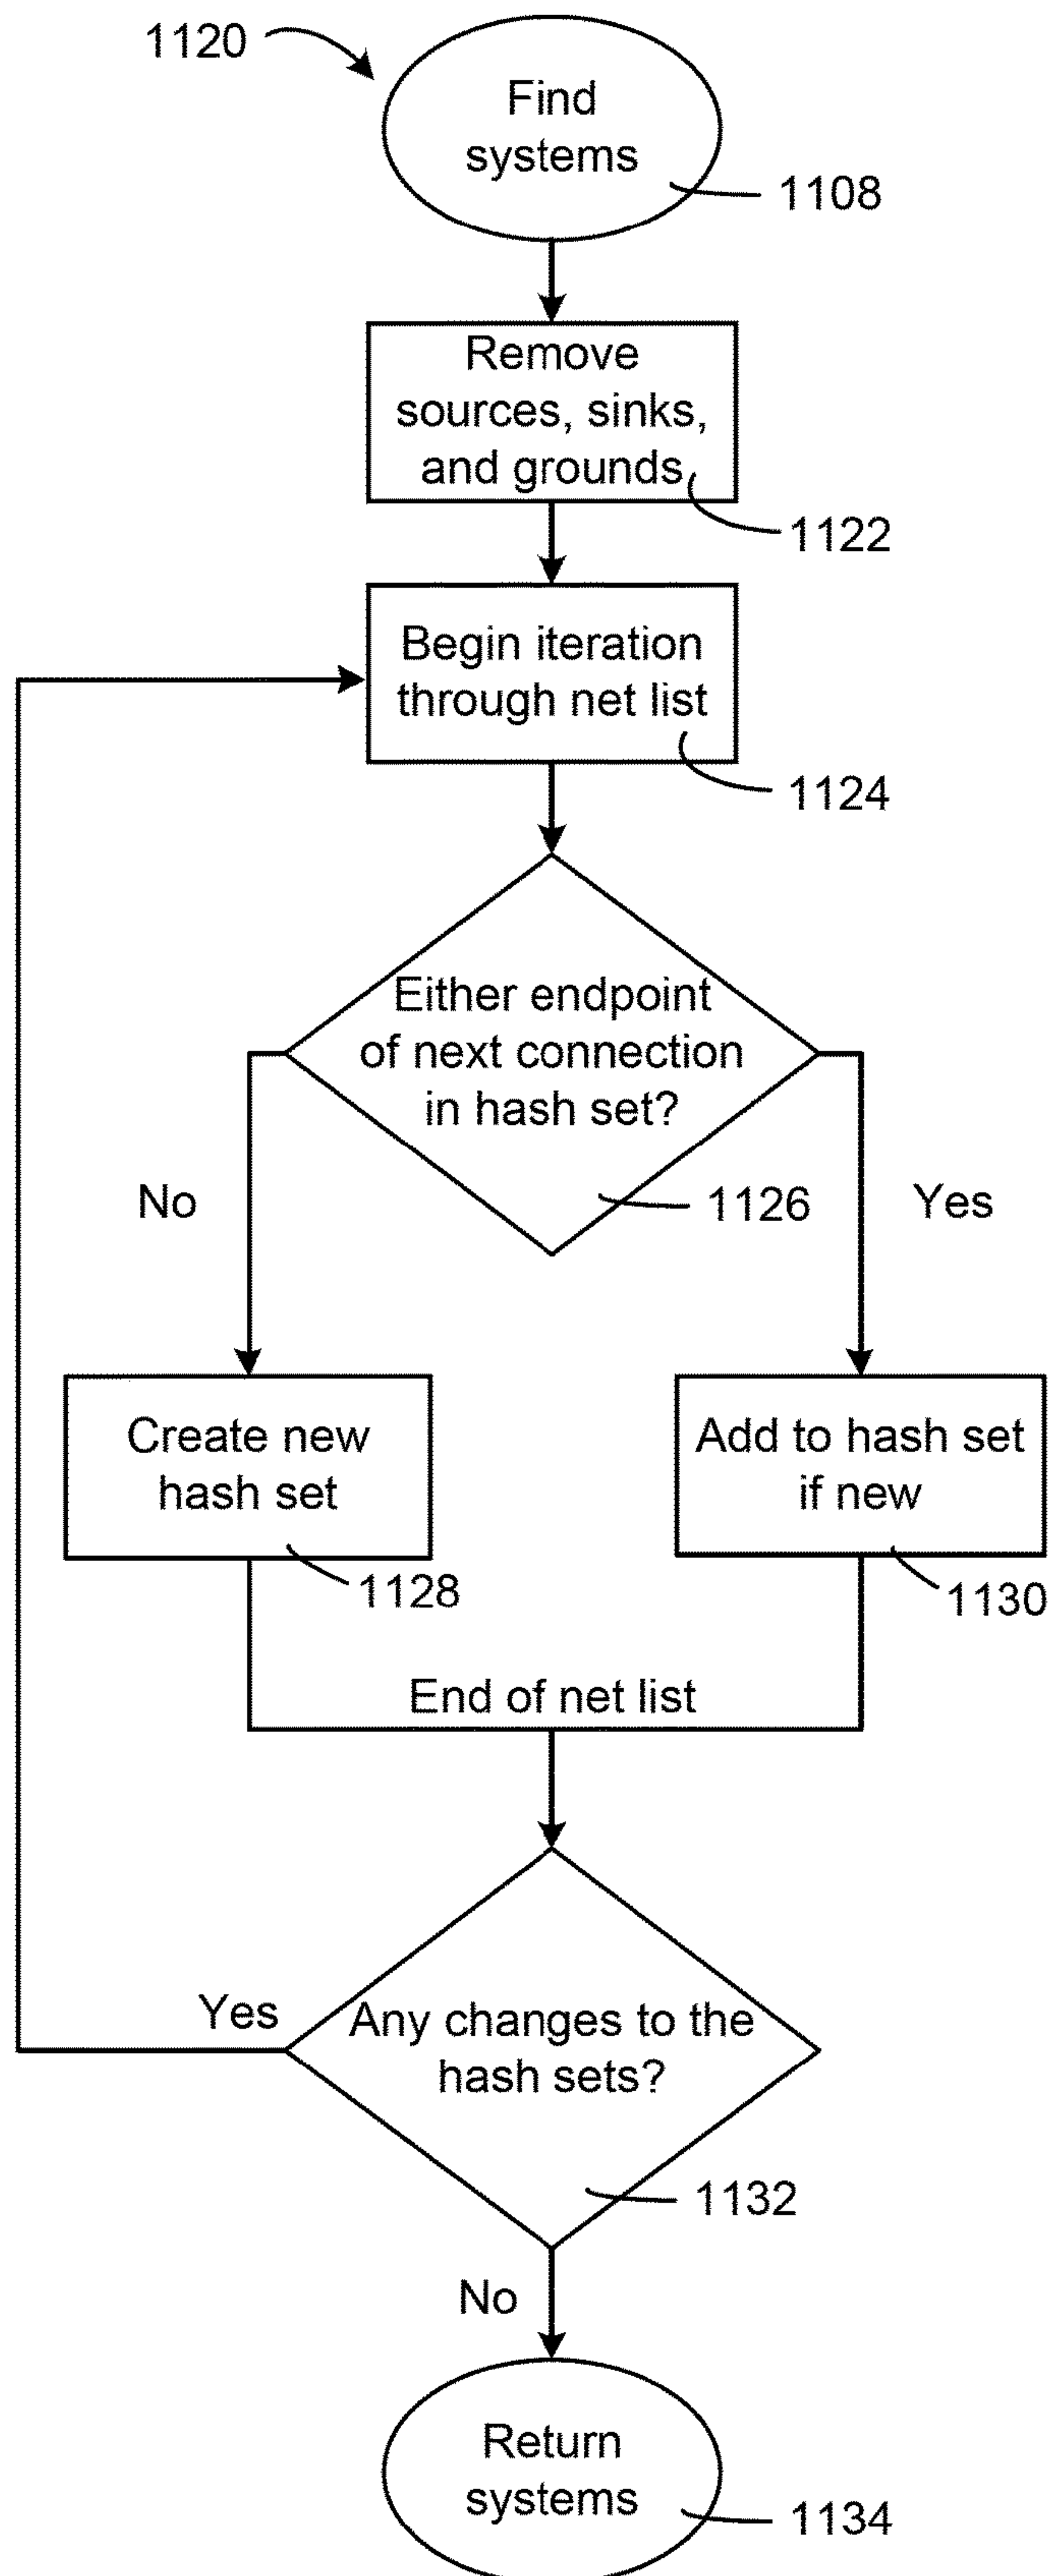 1120
Find
systems
1108
Remove
sources, sinks,
and grounds
1122
Begin iteration
through net list
1124
Either endpoint
of next connection
in hash set?
1126
No
Yes
Create new
hash set
1128
Add to hash set
if new
1130
End of net list
Any changes to the
hash sets?
Yes
1132
No
Return
systems
1134